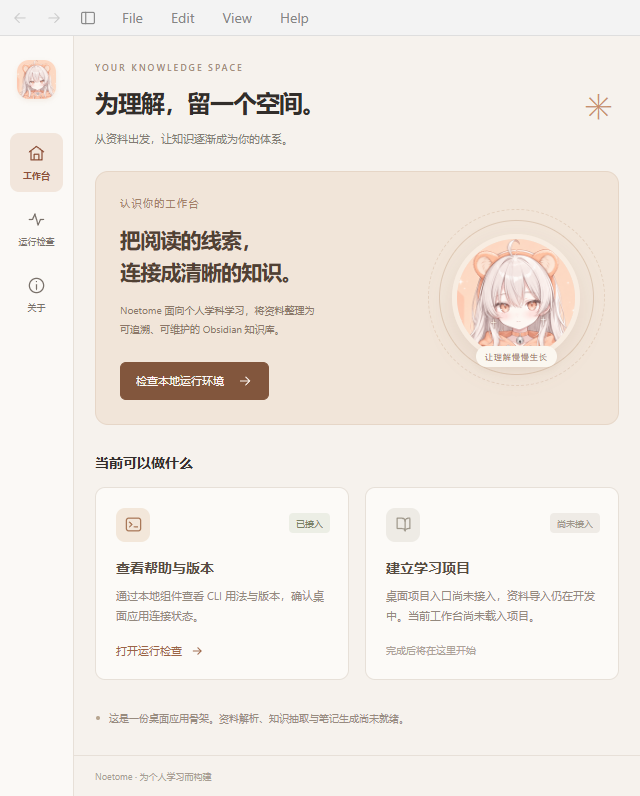 File Edit View Help
YOUR KNOWLEDGE SPACE
为理解，留一个空间。
从资料出发，让知识逐渐成为你的体系。
工作台
运行检查
关于
认识你的工作台
把阅读的线索，
连接成清晰的知识。
Noetome 面向个人学科学习，将资料整理为
可追溯、可维护的 Obsidian 知识库。
检查本地运行环境
让理解慢慢生长
当前可以做什么
已接入
查看帮助与版本
通过本地组件查看 CLI 用法与版本，确认桌
面应用连接状态。
打开运行检查
尚未接入
建立学习项目
桌面项目入口尚未接入，资料导入仍在开发
中。当前工作台尚未载入项目。
完成后将在这里开始
这是一份桌面应用骨架。资料解析、知识抽取与笔记生成尚未就绪。
Noetome · 为个人学习而构建